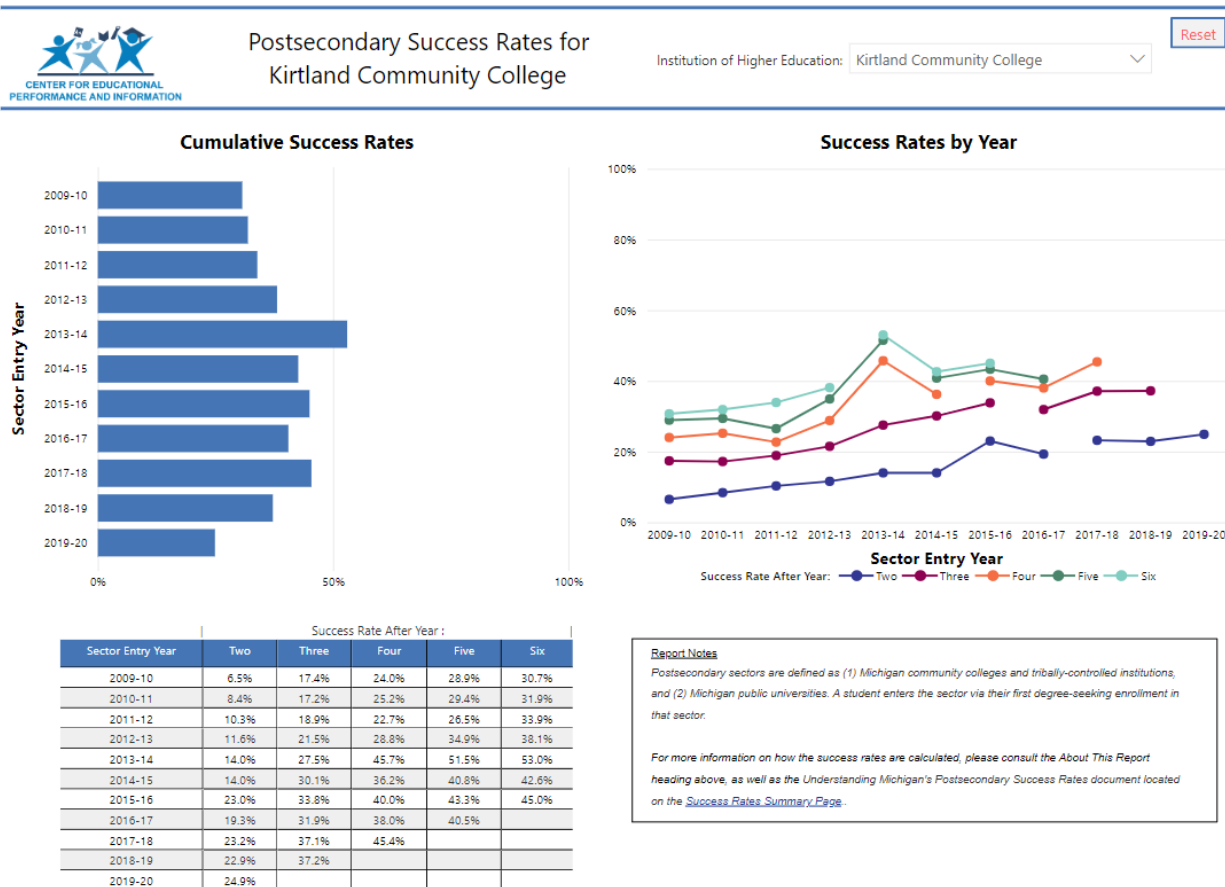 CENTER FOR EDUCATIONAL
PERFORMANCE AND INFORMATION
Postsecondary Success Rates for
Kirtland Community College
Institution of Higher Education: Kirtland Community College
Reset
Cumulative Success Rates
Sector Entry Year
2009-10
2010-11
2011-12
2012-13
2013-14
2014-15
2015-16
2016-17
2017-18
2018-19
2019-20
0% 50% 100%
Success Rates by Year
100%
80%
60%
40%
20%
0%
2009-10 2010-11 2011-12 2012-13 2013-14 2014-15 2015-16 2016-17 2017-18 2018-19 2019-20
Sector Entry Year
Success Rate After Year: Two Three Four Five Six
Success Rate After Year :
Sector Entry Year Two Three Four Five Six
2009-10 6.5% 17.4% 24.0% 28.9% 30.7%
2010-11 8.4% 17.2% 25.2% 29.4% 31.9%
2011-12 10.3% 18.9% 22.7% 26.5% 33.9%
2012-13 11.6% 21.5% 28.8% 34.9% 38.1%
2013-14 14.0% 27.5% 45.7% 51.5% 53.0%
2014-15 14.0% 30.1% 36.2% 40.8% 42.6%
2015-16 23.0% 33.8% 40.0% 43.3% 45.0%
2016-17 19.3% 31.9% 38.0% 40.5%
2017-18 23.2% 37.1% 45.4%
2018-19 22.9% 37.2%
2019-20 24.9%
Report Notes
Postsecondary sectors are defined as (1) Michigan community colleges and tribally-controlled institutions,
and (2) Michigan public universities. A student enters the sector via their first degree-seeking enrollment in
that sector.
For more information on how the success rates are calculated, please consult the About This Report
heading above, as well as the Understanding Michigan's Postsecondary Success Rates document located
on the Success Rates Summary Page..